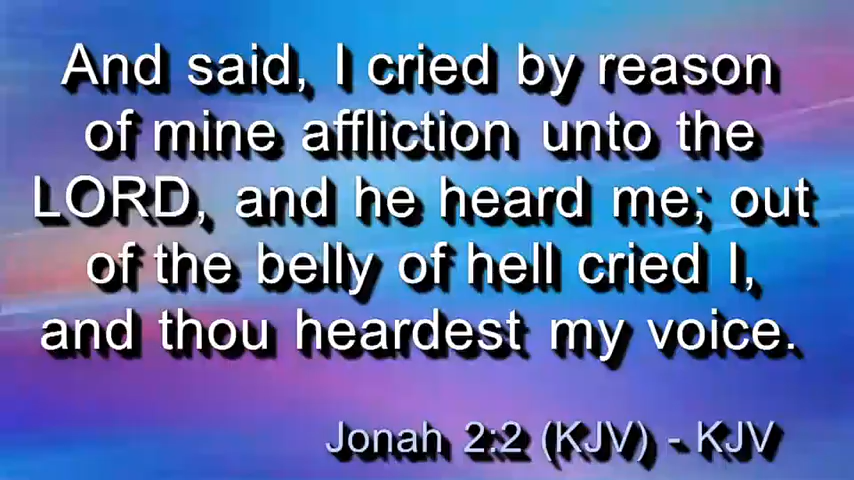 And said, I cried by reason
of mine affliction unto the
LORD, and he heard me; out
of the belly of hell cried I,
and thou heardest my voice.
Jonah 2:2 (KJV) - KJV